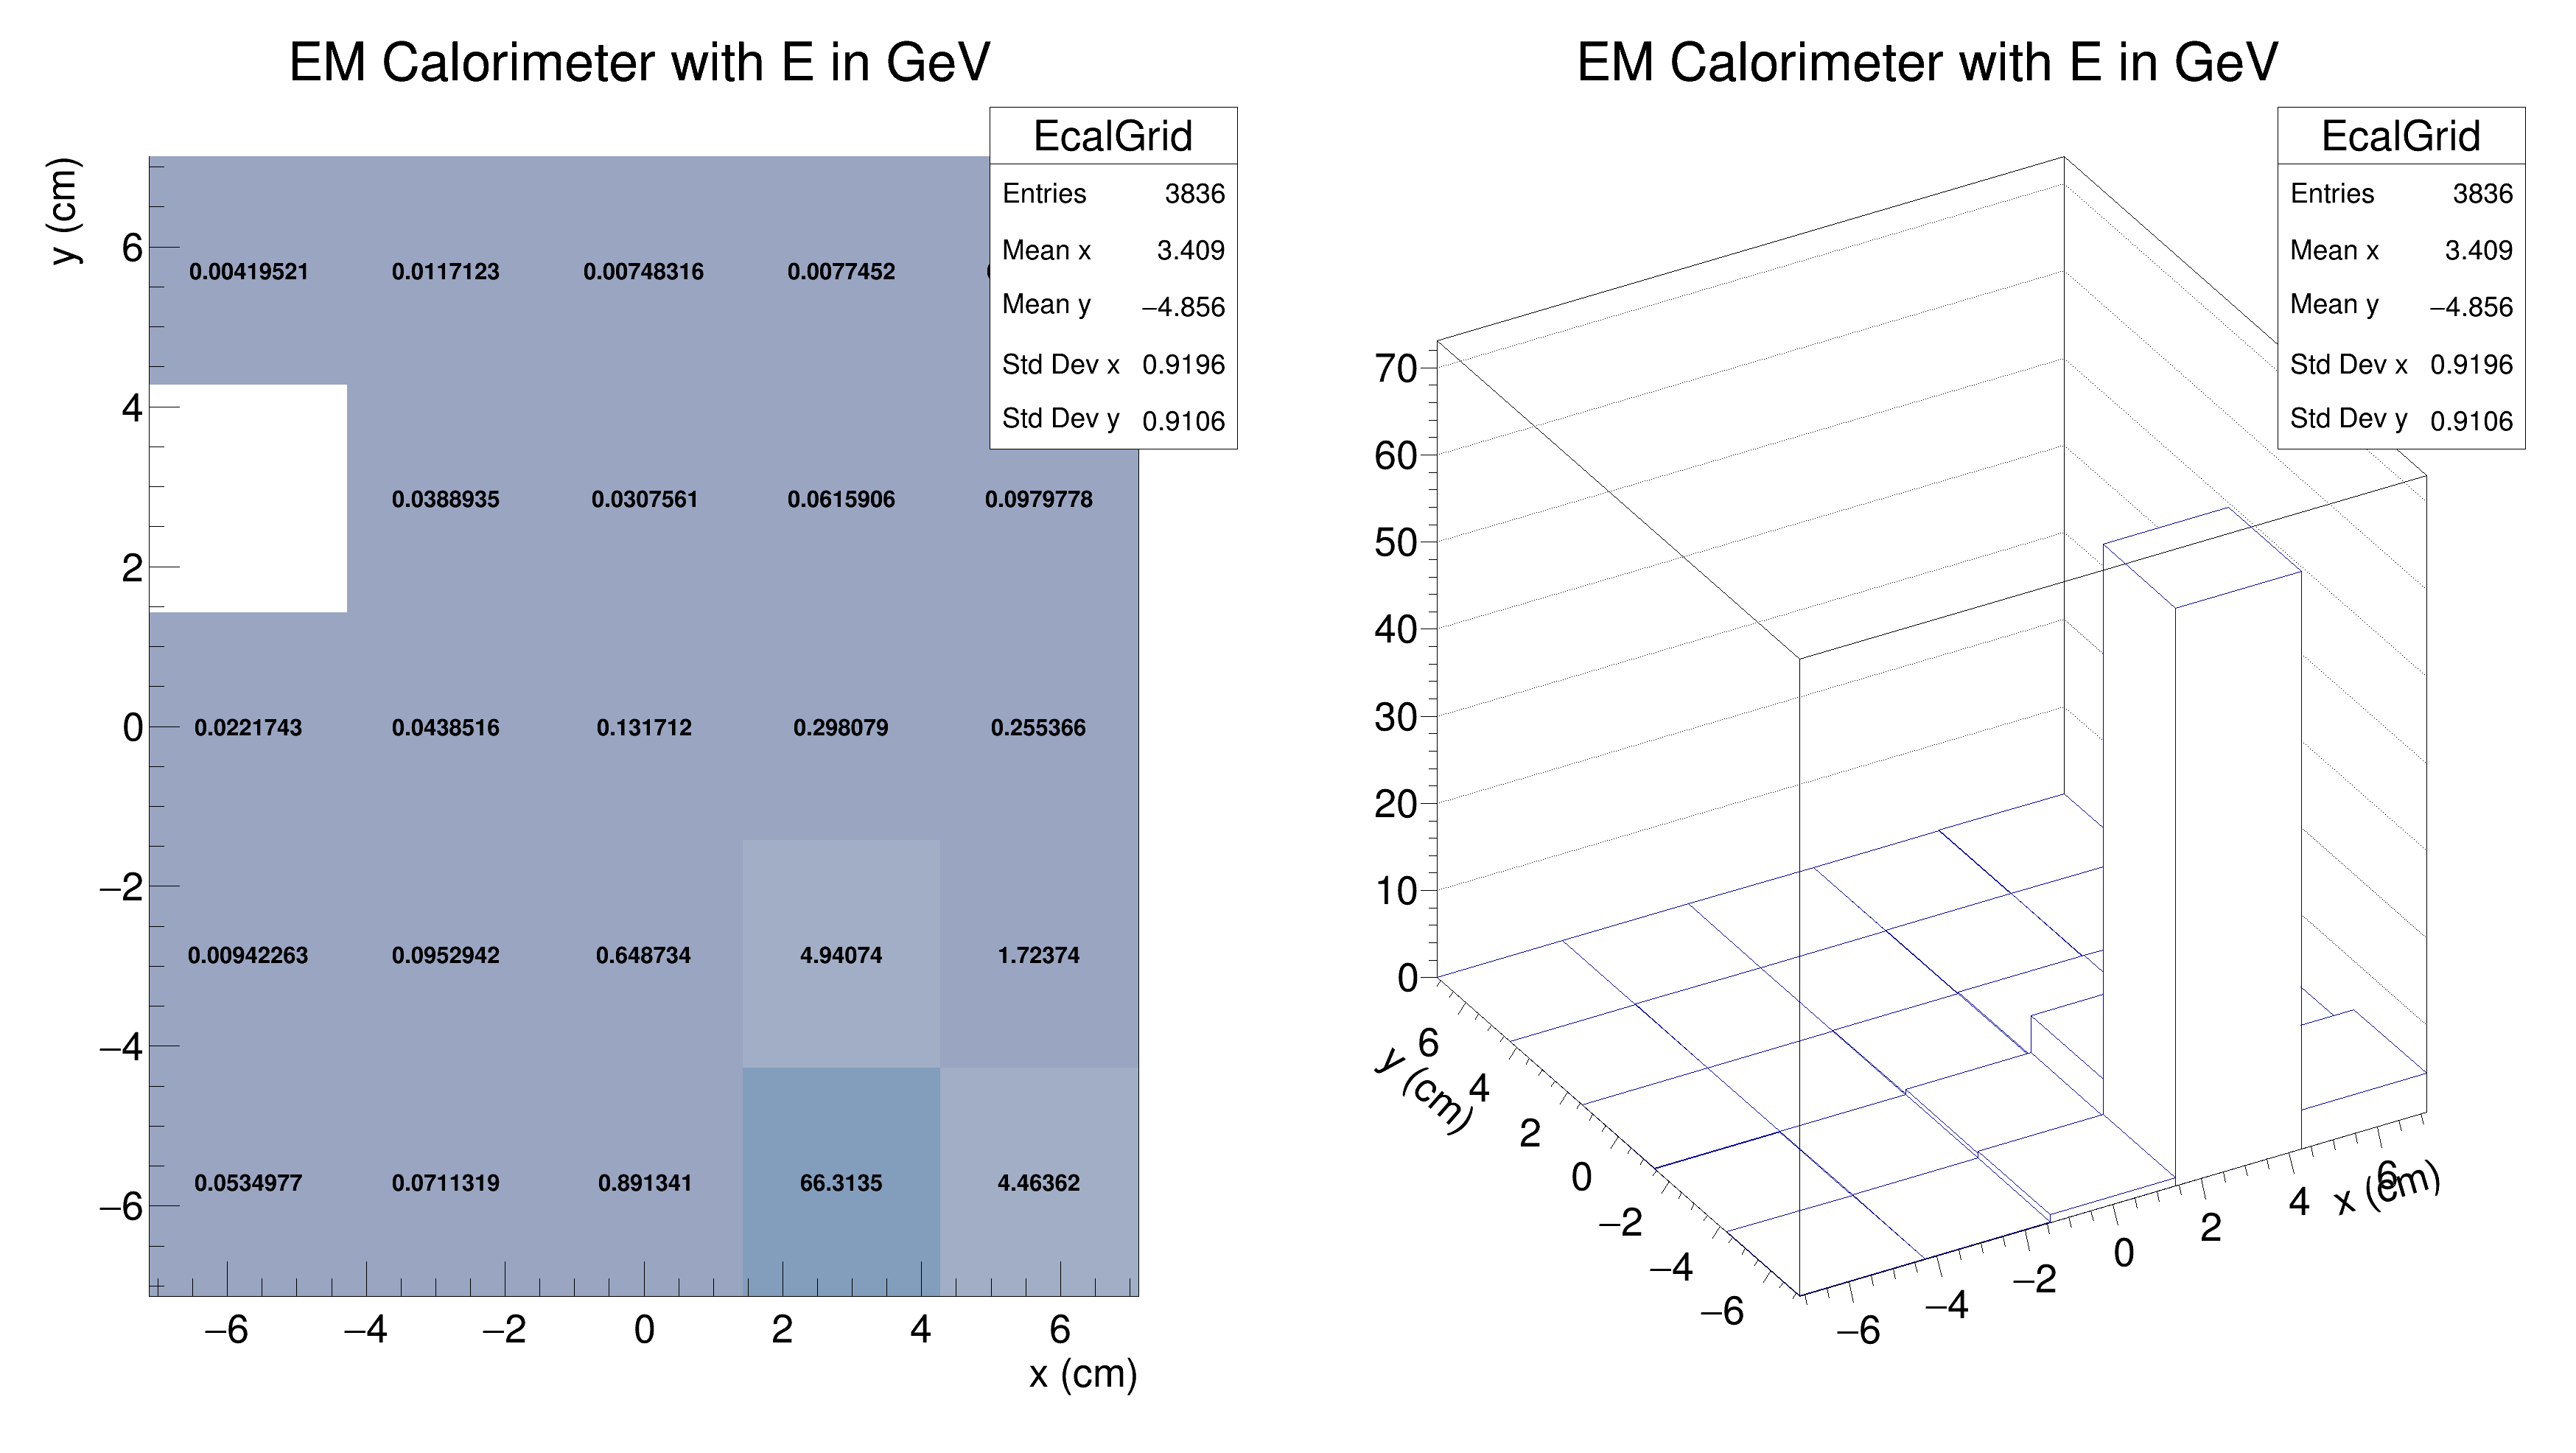 EM Calorimeter with E in GeV
EcalGrid
Entries 3836
Mean x 3.409
Mean y −4.856
Std Dev x 0.9196
Std Dev y 0.9106
y (cm)
6
4
2
0
−2
−4
−6
0.00419521 0.0117123 0.00748316 0.0077452
0.0388935 0.0307561 0.0615906 0.0979778
0.0221743 0.0438516 0.131712 0.298079 0.255366
0.00942263 0.0952942 0.648734 4.94074 1.72374
0.0534977 0.0711319 0.891341 66.3135 4.46362
−6 −4 −2 0 2 4 6
x (cm)
EM Calorimeter with E in GeV
EcalGrid
Entries 3836
Mean x 3.409
Mean y −4.856
Std Dev x 0.9196
Std Dev y 0.9106
70
60
50
40
30
20
10
0
6
4
2
0
−2
−4
−6
y (cm)
−6
−4
−2
0
2
4
6
x (cm)